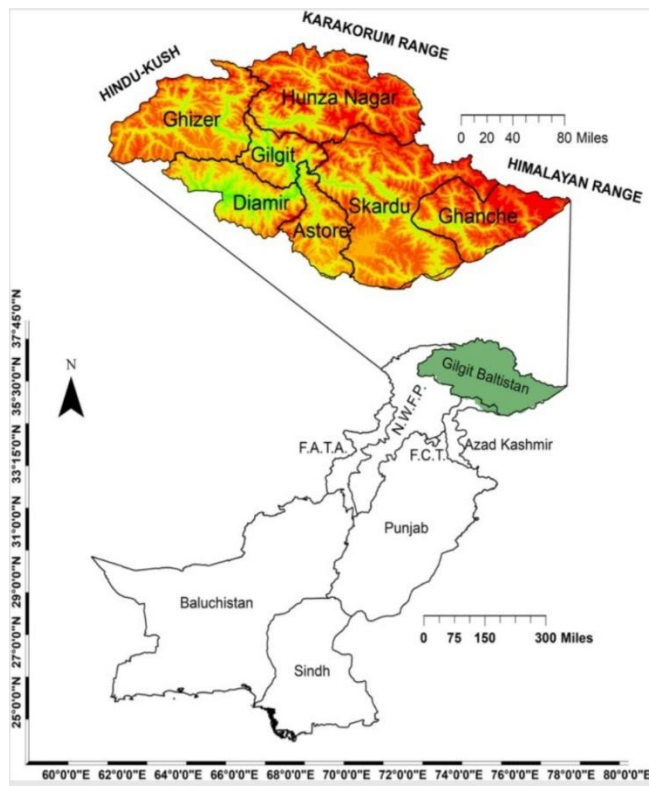 KARAKORUM RANGE
HINDU-KUSH
Hunza Nagar
Ghizer
0 20 40 80 Miles
Gilgit
HIMALAYAN RANGE
Diamir
Skardu
Ghanche
Astore
37°45'0"N
35°30'0"N
33°15'0"N
31°0'0"N
29°0'0"N
27°0'0"N
25°0'0"N
N
Gilgit Baltistan
N.W.F.P.
F.A.T.A.
F.C.T.
Azad Kashmir
Punjab
Baluchistan
0 75 150 300 Miles
Sindh
60°0'0"E 62°0'0"E 64°0'0"E 66°0'0"E 68°0'0"E 70°0'0"E 72°0'0"E 74°0'0"E 76°0'0"E 78°0'0"E 80°0'0"E